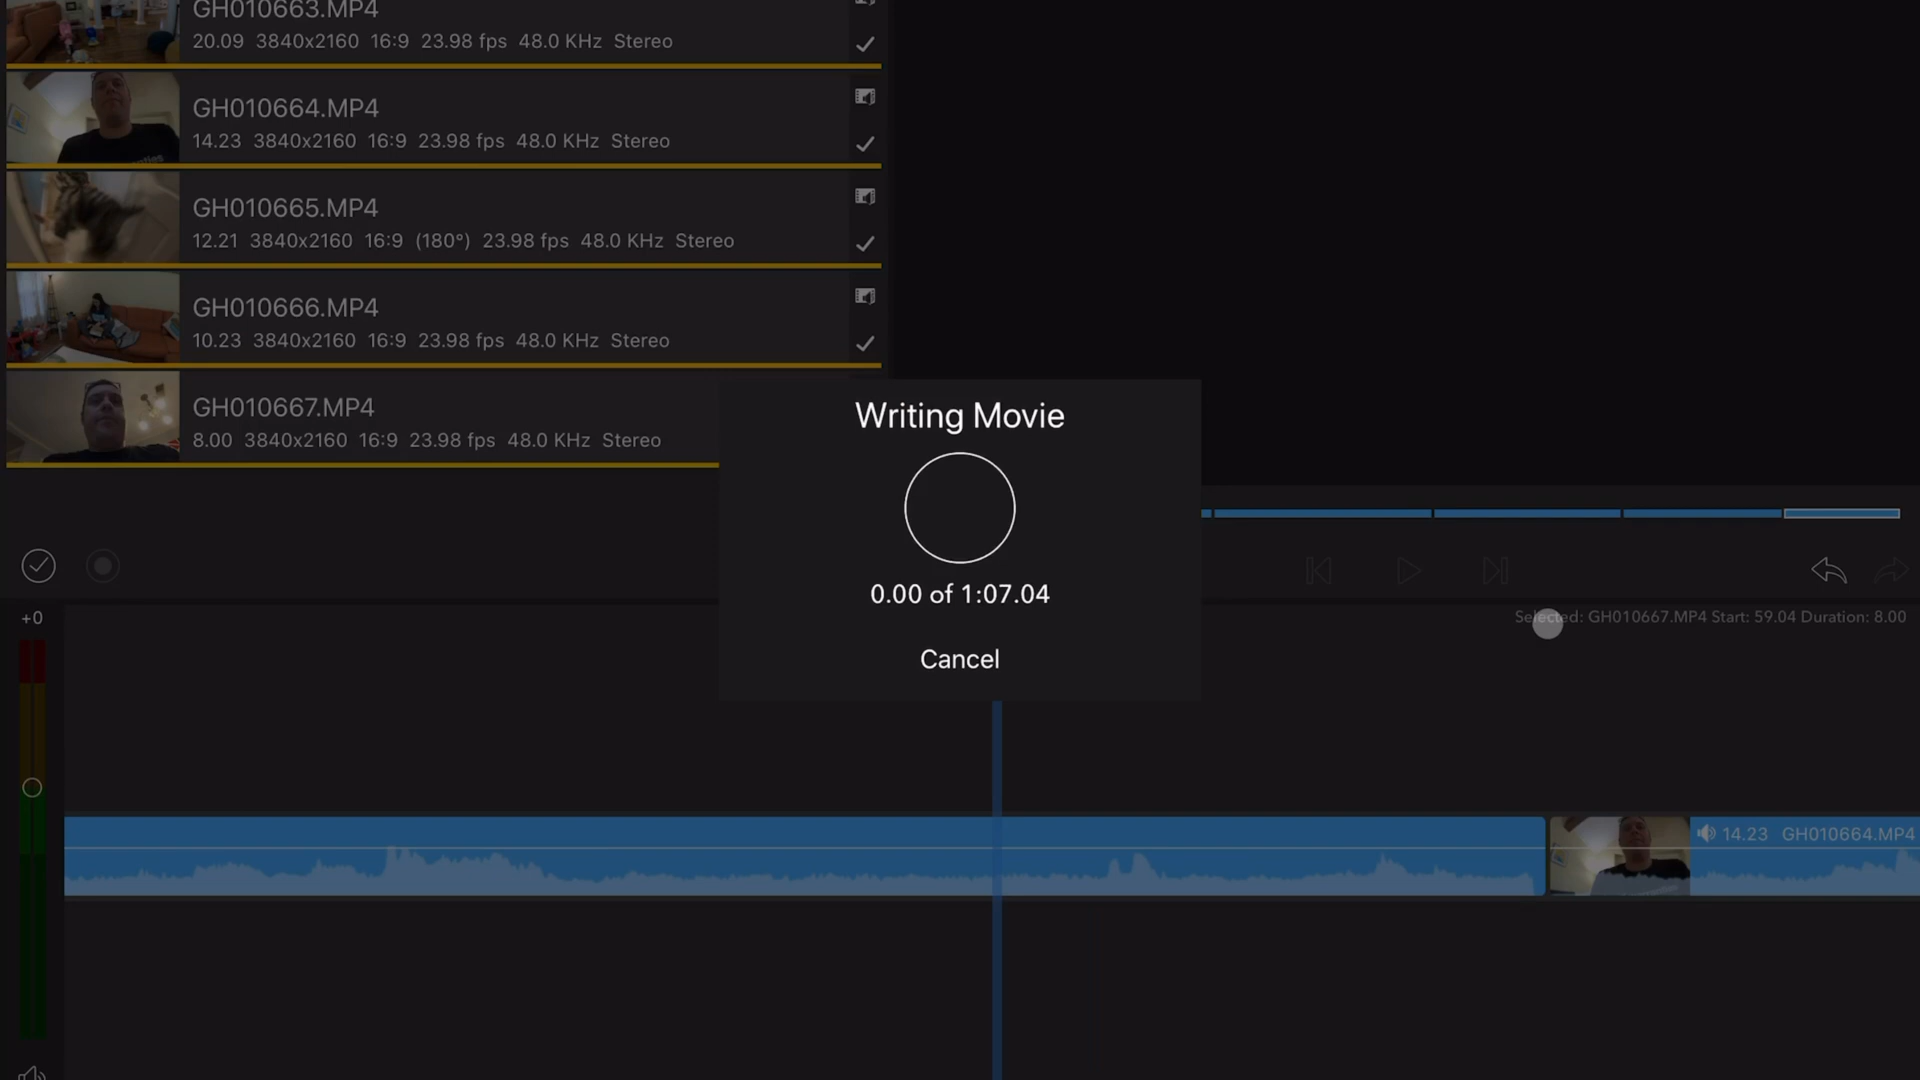 GH010663.MP4
20.09 3840x2160 16:9 23.98 fps 48.0 KHz Stereo
GH010664.MP4
14.23 3840x2160 16:9 23.98 fps 48.0 KHz Stereo
GH010665.MP4
12.21 3840x2160 16:9 (180°) 23.98 fps 48.0 KHz Stereo
GH010666.MP4
10.23 3840x2160 16:9 23.98 fps 48.0 KHz Stereo
GH010667.MP4
8.00 3840x2160 16:9 23.98 fps 48.0 KHz Stereo
Writing Movie
0.00 of 1:07.04
Cancel
+0
Selected: GH010667.MP4 Start: 59.04 Duration: 8.00
14.23 GH010664.MP4